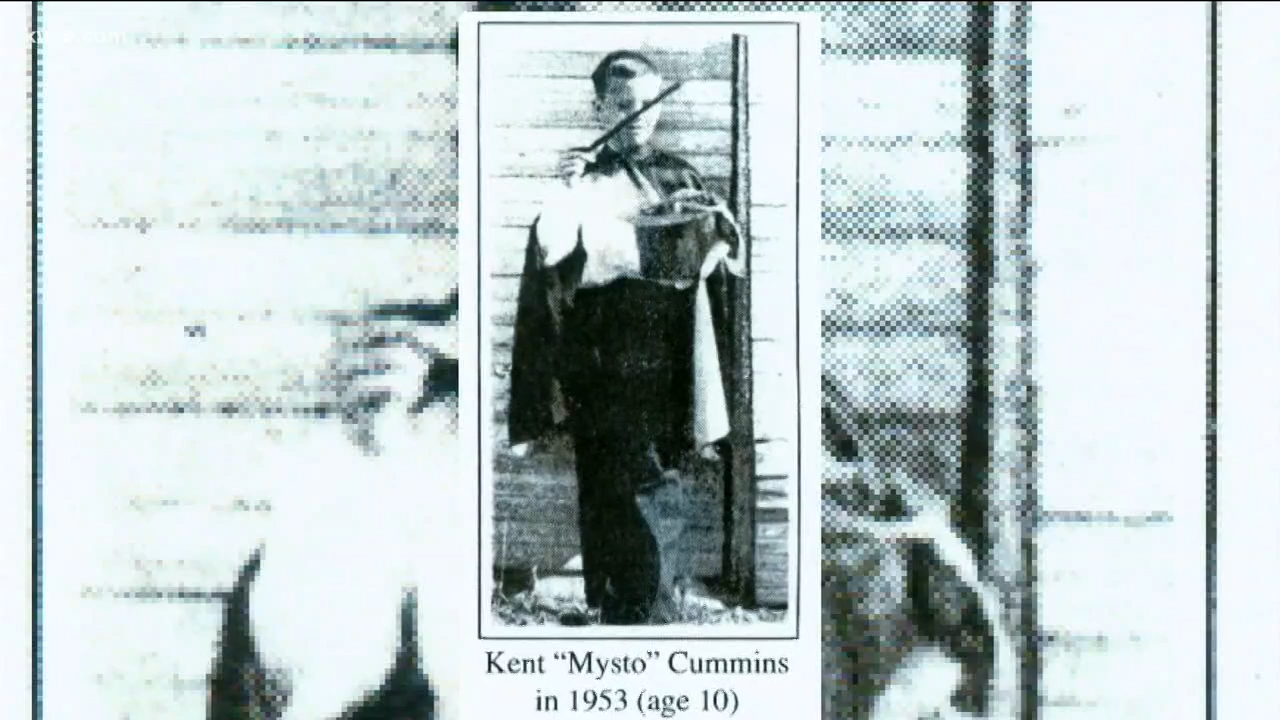 Kent “Mysto” Cummins
in 1953 (age 10)